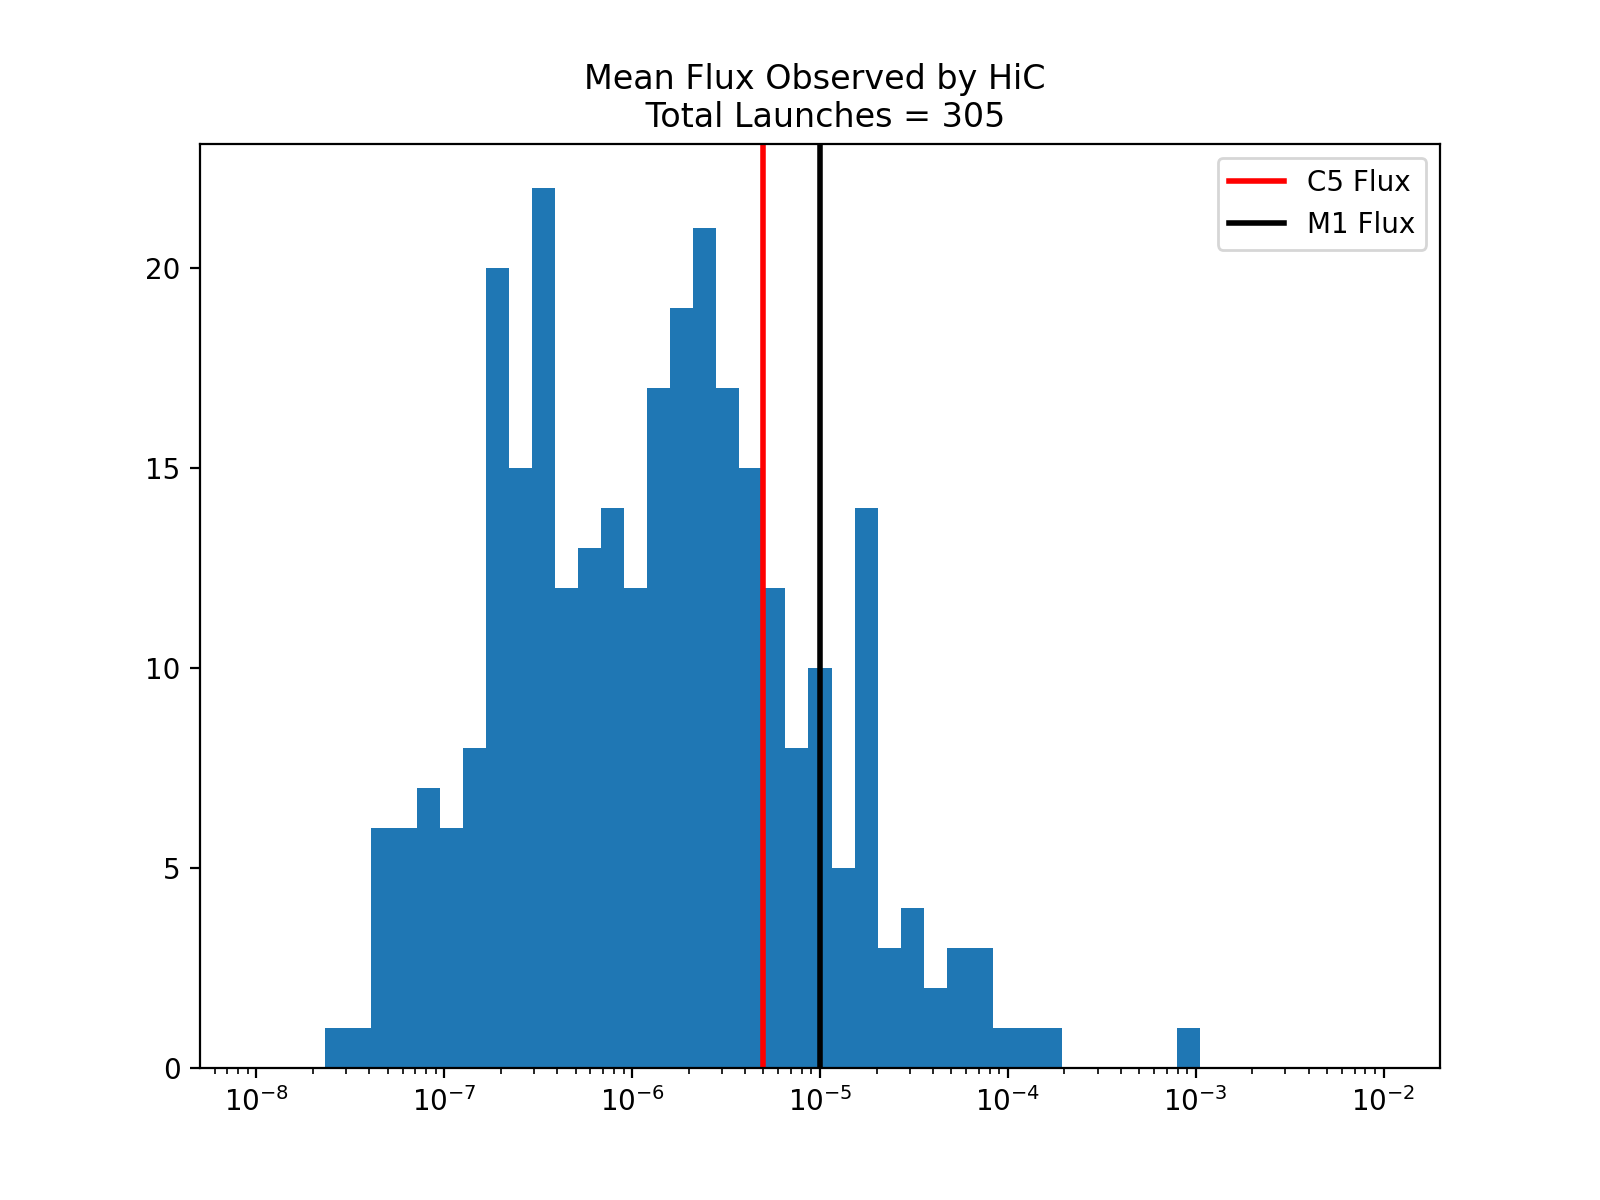 Mean Flux Observed by HiC
Total Launches = 305
C5 Flux
M1 Flux
20
15
10
5
0
10⁻⁸ 10⁻⁷ 10⁻⁶ 10⁻⁵ 10⁻⁴ 10⁻³ 10⁻²